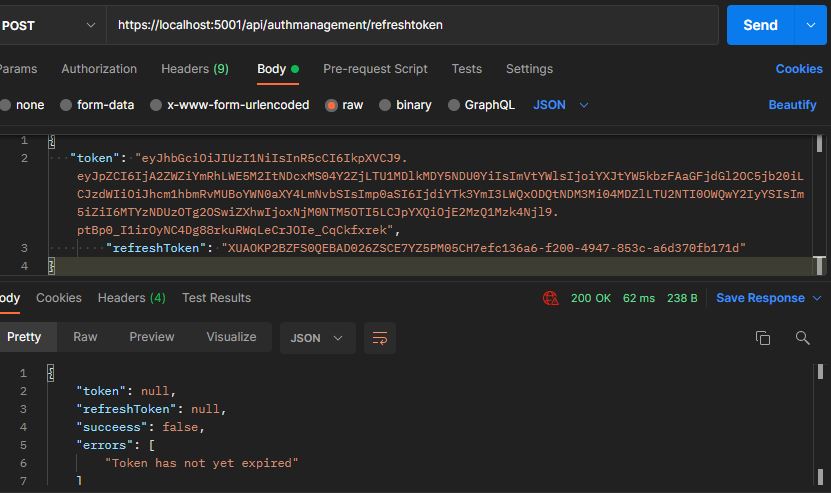 POST https://localhost:5001/api/authmanagement/refreshtoken Send
Params Authorization Headers (9) Body Pre-request Script Tests Settings Cookies
none form-data x-www-form-urlencoded raw binary GraphQL JSON Beautify
1 {
2 "token": "eyJhbGciOiJIUzI1NiIsInR5cCI6IkpXVCJ9.
eyJpZCI6IjA2ZWZiYmRhLWE5M2ItNDcxMS04Y2ZjLTU1MDlkMDY5NDU0YiIsImVtYWlsIjoiYXJtYW5kbzFAaGFjdGl2OC5jb20iL
CJzdWIiOiJhcm1hbmRvMUBoYWN0aXY4LmNvbSIsImp0aSI6IjdiYTk3YmI3LWQxODQtNDM3Mi04MDZlLTU2NTI0OWQwY2IyYSIsIm
5iZiI6MTYzNDUzOTg2OSwiZXhwIjoxNjM0NTM5OTI5LCJpYXQiOjE2MzQ1Mzk4Njl9.
ptBp0_I1irOyNC4Dg88rkuRWqLeCrJOIe_CqCkfxrek",
3 "refreshToken": "XUAOKP2BZFS0QEBAD026ZSCE7YZ5PM05CH7efc136a6-f200-4947-853c-a6d370fb171d"
4 }
Body Cookies Headers (4) Test Results 200 OK 62 ms 238 B Save Response
Pretty Raw Preview Visualize JSON
1 {
2 "token": null,
3 "refreshToken": null,
4 "succeess": false,
5 "errors": [
6 "Token has not yet expired"
7 ]